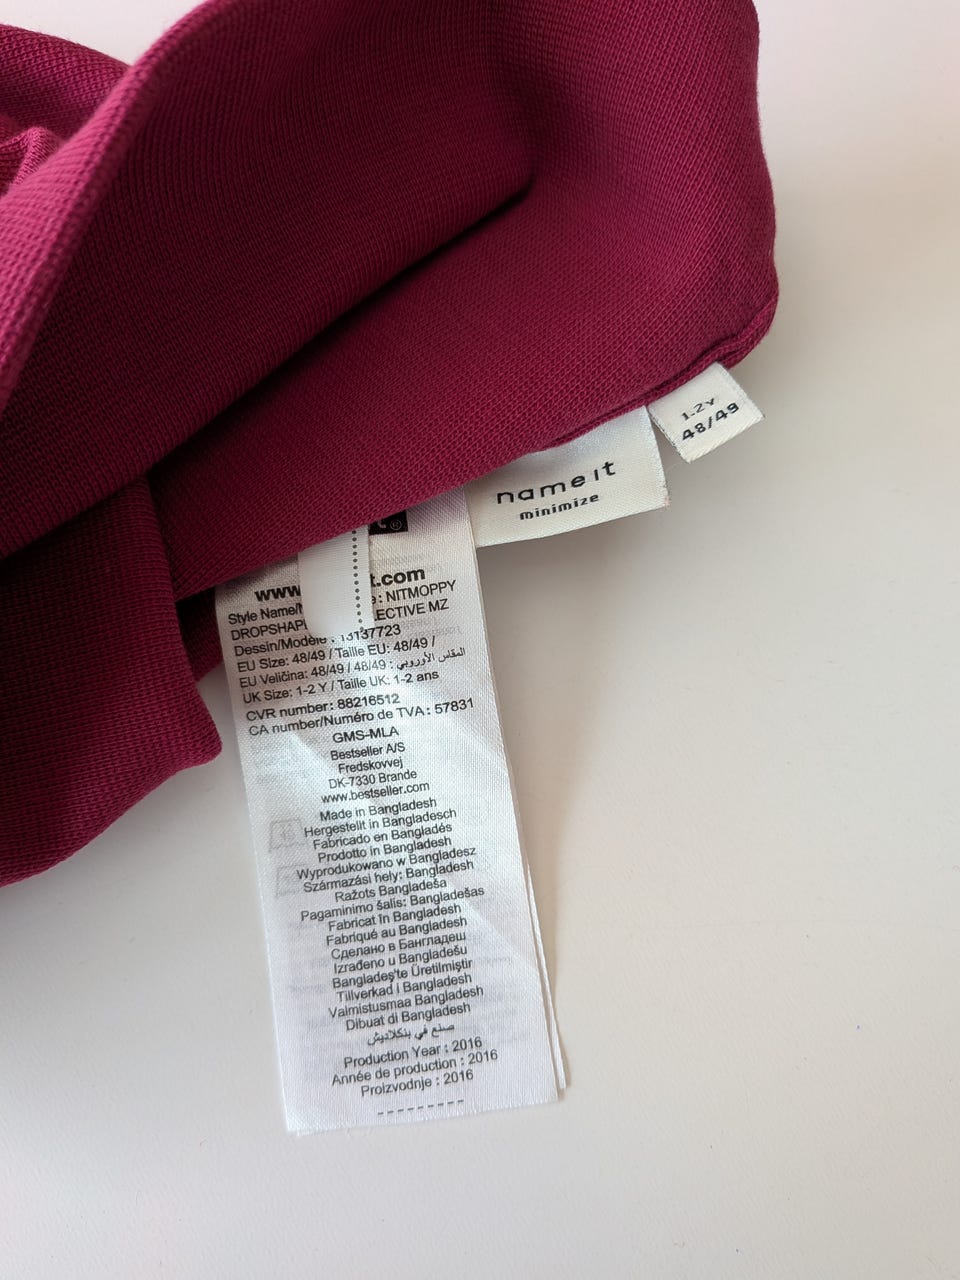 1-2Y
48/49
name it
minimize
®
www t.com
Style Name/ : NITMOPPY
LECTIVE MZ
Dessin/Modèle : 13137723
EU Size: 48/49 / Taille EU: 48/49 /
EU Veličina: 48/49 / 48/49 : المقاس الأوروبي
UK Size: 1-2 Y / Taille UK: 1-2 ans
CVR number: 88216512
CA number/Numéro de TVA : 57831
GMS-MLA
Bestseller A/S
Fredskovvej
DK-7330 Brande
www.bestseller.com
Made in Bangladesh
Hergestellt in Bangladesch
Fabricado en Bangladés
Prodotto in Bangladesh
Wyprodukowano w Bangladesz
Származási hely: Bangladesh
Ražots Bangladeša
Pagaminimo šalis: Bangladešas
Fabricat în Bangladesh
Fabriqué au Bangladesh
Сделано в Бангладеш
Izrađeno u Bangladešu
Bangladeş'te Üretilmiştir
Tillverkad i Bangladesh
Valmistusmaa Bangladesh
Dibuat di Bangladesh
صنع في بنكلاديش
Production Year : 2016
Année de production : 2016
Proizvodnje : 2016